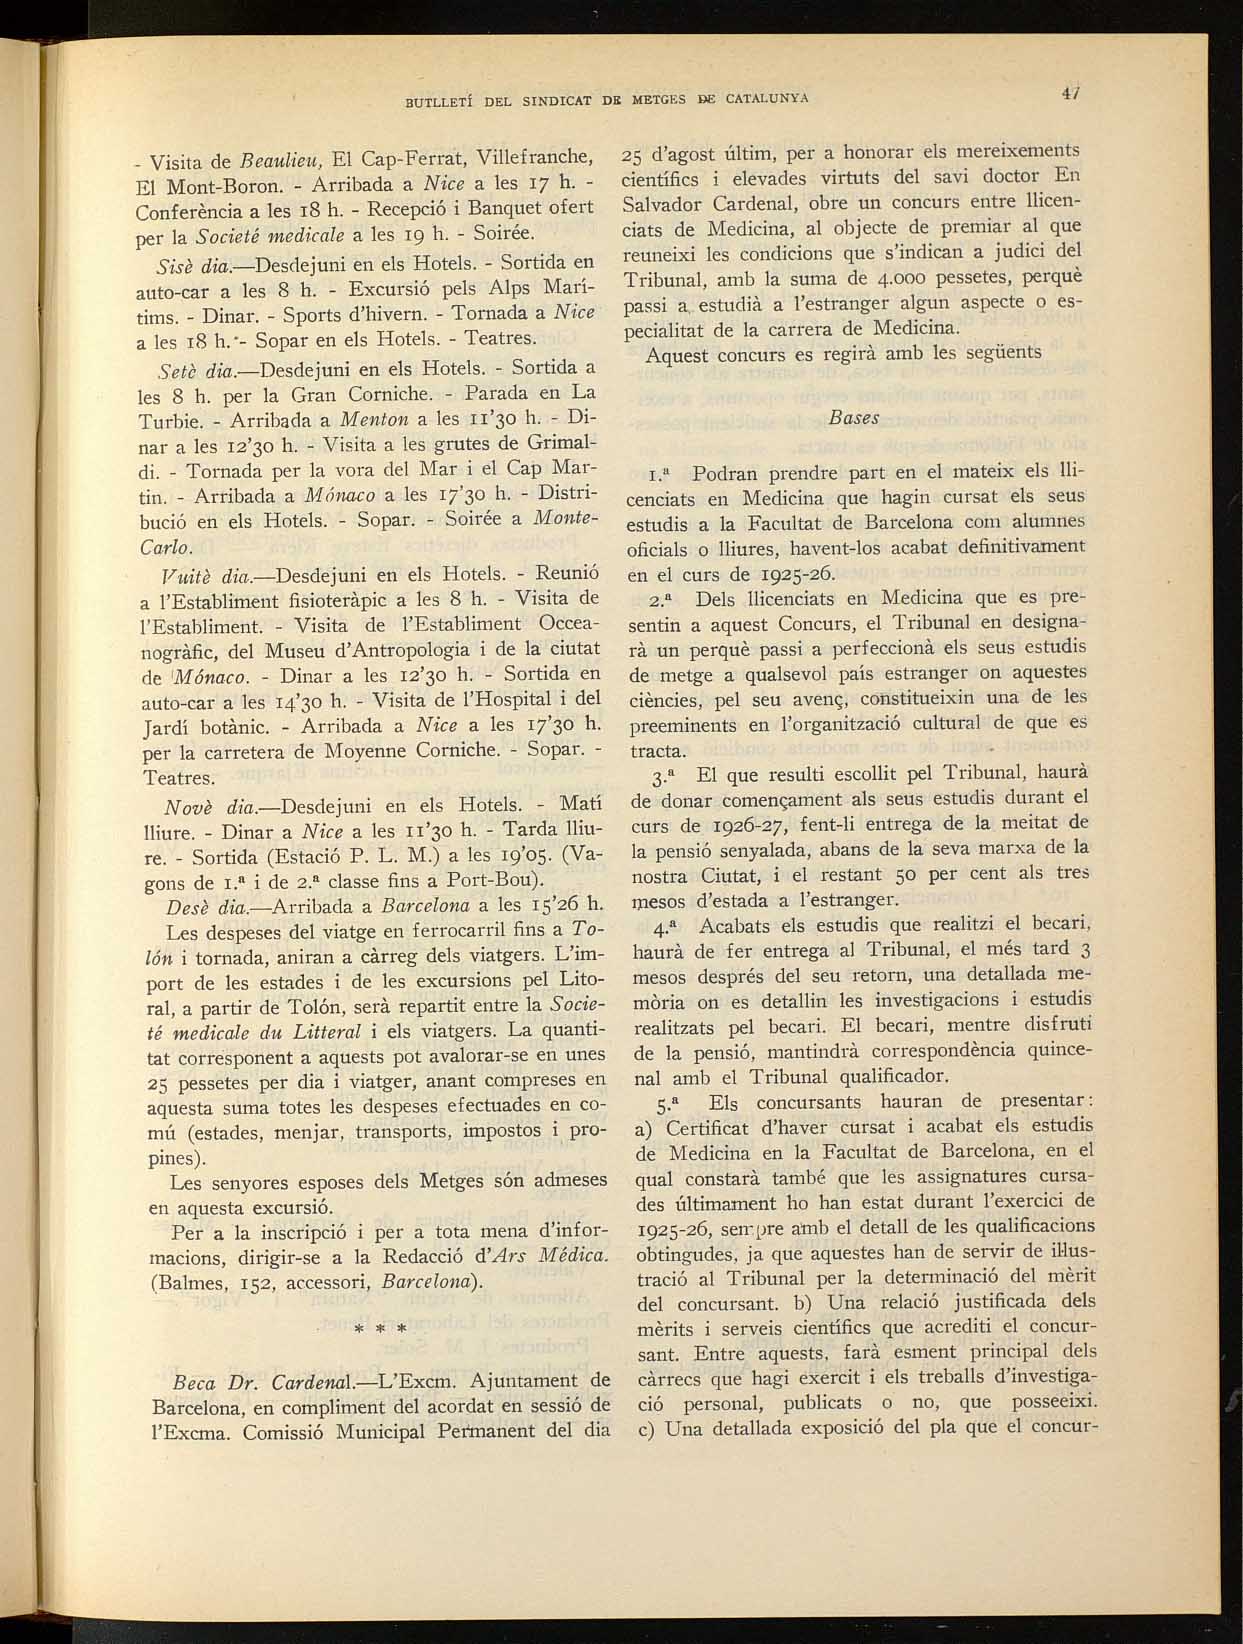 BUTLLETÍ DEL SINDICAT DE METGES DE CATALUNYA
47
- Visita de Beaulieu, El Cap-Ferrat, Villefranche,
El Mont-Boron. - Arribada a Nice a les 17 h. -
Conferència a les 18 h. - Recepció i Banquet ofert
per la Societé medicale a les 19 h. - Soirée.
Sisè dia.—Desdejuni en els Hotels. - Sortida en
auto-car a les 8 h. - Excursió pels Alps Marí-
tims. - Dinar. - Sports d'hivern. - Tornada a Nice
a les 18 h. - Sopar en els Hotels. - Teatres.
Setè dia.—Desdejuni en els Hotels. - Sortida a
les 8 h. per la Gran Corniche. - Parada en La
Turbie. - Arribada a Menton a les 11'30 h. - Di-
nar a les 12'30 h. - Visita a les grutes de Grimal-
di. - Tornada per la vora del Mar i el Cap Mar-
tin. - Arribada a Mónaco a les 17'30 h. - Distri-
bució en els Hotels. - Sopar. - Soirée a Monte-
Carlo.
Vuitè dia.—Desdejuni en els Hotels. - Reunió
a l'Establiment fisioteràpic a les 8 h. - Visita de
l'Establiment. - Visita de l'Establiment Occea-
nogràfic, del Museu d'Antropologia i de la ciutat
de Mónaco. - Dinar a les 12'30 h. - Sortida en
auto-car a les 14'30 h. - Visita de l'Hospital i del
Jardí botànic. - Arribada a Nice a les 17'30 h.
per la carretera de Moyenne Corniche. - Sopar. -
Teatres.
Novè dia.—Desdejuni en els Hotels. - Matí
lliure. - Dinar a Nice a les 11'30 h. - Tarda lliu-
re. - Sortida (Estació P. L. M.) a les 19'05. (Va-
gons de 1.ª i de 2.ª classe fins a Port-Bou).
Desè dia.—Arribada a Barcelona a les 15'26 h.
Les despeses del viatge en ferrocarril fins a To-
lón i tornada, aniran a càrreg dels viatgers. L'im-
port de les estades i de les excursions pel Lito-
ral, a partir de Tolón, serà repartit entre la Socie-
té medicale du Litteral i els viatgers. La quanti-
tat corresponent a aquests pot avalorar-se en unes
25 pessetes per dia i viatger, anant compreses en
aquesta suma totes les despeses efectuades en co-
mú (estades, menjar, transports, impostos i pro-
pines).
Les senyores esposes dels Metges són admeses
en aquesta excursió.
Per a la inscripció i per a tota mena d'infor-
macions, dirigir-se a la Redacció d'Ars Médica.
(Balmes, 152, accessori, Barcelona).
* * *
Beca Dr. Cardenal.—L'Excm. Ajuntament de
Barcelona, en compliment del acordat en sessió de
l'Excma. Comissió Municipal Permanent del dia
25 d'agost últim, per a honorar els mereixements
científics i elevades virtuts del savi doctor En
Salvador Cardenal, obre un concurs entre llicen-
ciats de Medicina, al objecte de premiar al que
reuneixi les condicions que s'indican a judici del
Tribunal, amb la suma de 4.000 pessetes, perquè
passi a estudià a l'estranger algun aspecte o es-
pecialitat de la carrera de Medicina.
Aquest concurs es regirà amb les següents
Bases
1.ª Podran prendre part en el mateix els lli-
cenciats en Medicina que hagin cursat els seus
estudis a la Facultat de Barcelona com alumnes
oficials o lliures, havent-los acabat definitivament
en el curs de 1925-26.
2.ª Dels llicenciats en Medicina que es pre-
sentin a aquest Concurs, el Tribunal en designa-
rà un perquè passi a perfeccionà els seus estudis
de metge a qualsevol país estranger on aquestes
ciències, pel seu avenç, constitueixin una de les
preeminents en l'organització cultural de que es
tracta.
3.ª El que resulti escollit pel Tribunal, haurà
de donar començament als seus estudis durant el
curs de 1926-27, fent-li entrega de la meitat de
la pensió senyalada, abans de la seva marxa de la
nostra Ciutat, i el restant 50 per cent als tres
mesos d'estada a l'estranger.
4.ª Acabats els estudis que realitzi el becari,
haurà de fer entrega al Tribunal, el més tard 3
mesos després del seu retorn, una detallada me-
mòria on es detallin les investigacions i estudis
realitzats pel becari. El becari, mentre disfruti
de la pensió, mantindrà correspondència quince-
nal amb el Tribunal qualificador.
5.ª Els concursants hauran de presentar:
a) Certificat d'haver cursat i acabat els estudis
de Medicina en la Facultat de Barcelona, en el
qual constarà també que les assignatures cursa-
des últimament ho han estat durant l'exercici de
1925-26, sempre amb el detall de les qualificacions
obtingudes, ja que aquestes han de servir de il·lus-
tració al Tribunal per la determinació del mèrit
del concursant. b) Una relació justificada dels
mèrits i serveis científics que acrediti el concur-
sant. Entre aquests, farà esment principal dels
càrrecs que hagi exercit i els treballs d'investiga-
ció personal, publicats o no, que posseeixi.
c) Una detallada exposició del pla que el concur-